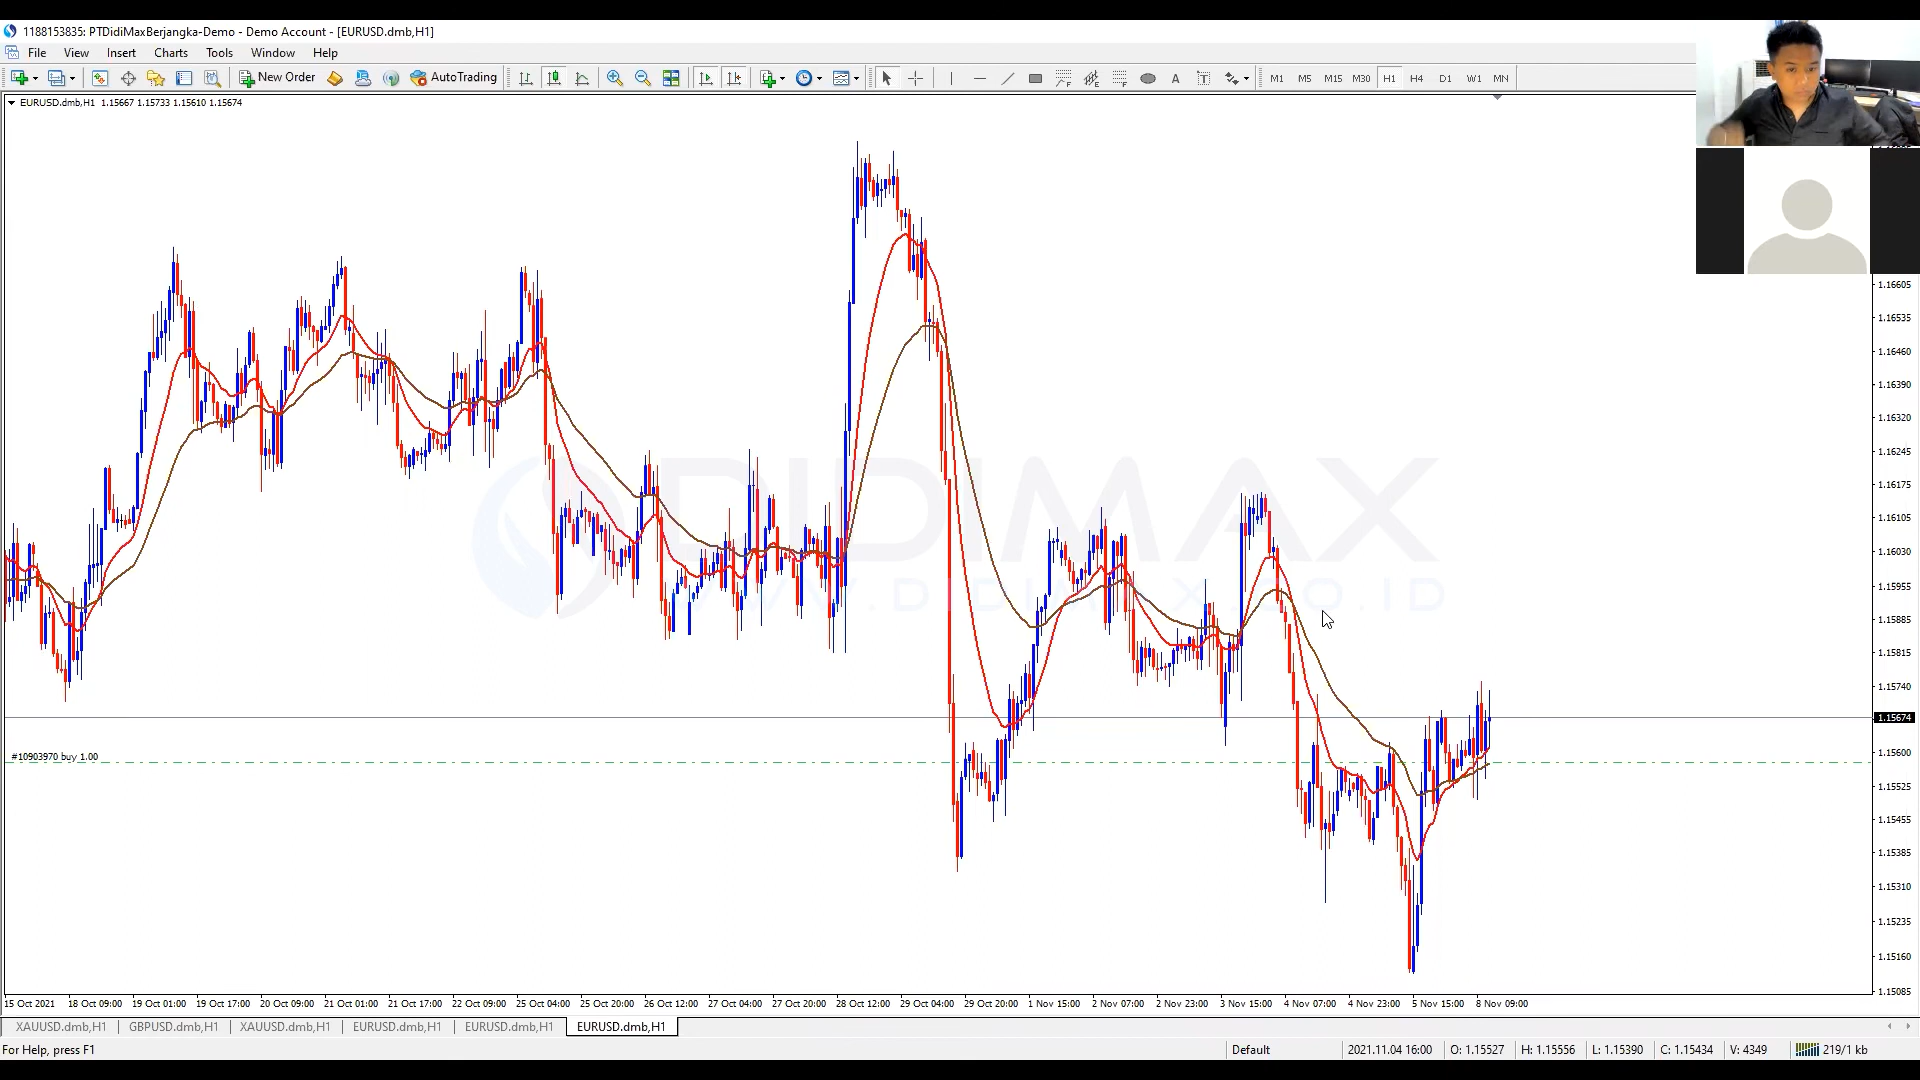 1188153835: PTDidiMaxBerjangka-Demo - Demo Account - [EURUSD.dmb,H1]
File View Insert Charts Tools Window Help
New Order AutoTrading A T M1 M5 M15 M30 H1 H4 D1 W1 MN
EURUSD.dmb,H1 1.15667 1.15733 1.15610 1.15674
1.16605
1.16535
1.16460
1.16390
1.16320
1.16245
1.16175
1.16105
1.16030
1.15955
1.15885
1.15815
1.15740
1.15674
1.15600
1.15525
1.15455
1.15385
1.15310
1.15235
1.15160
1.15085
DIDIMAX
#10903970 buy 1.00
15 Oct 2021 18 Oct 09:00 19 Oct 01:00 19 Oct 17:00 20 Oct 09:00 21 Oct 01:00 21 Oct 17:00 22 Oct 09:00 25 Oct 04:00 25 Oct 20:00 26 Oct 12:00 27 Oct 04:00 27 Oct 20:00 28 Oct 12:00 29 Oct 04:00 29 Oct 20:00 1 Nov 15:00 2 Nov 07:00 2 Nov 23:00 3 Nov 15:00 4 Nov 07:00 4 Nov 23:00 5 Nov 15:00 8 Nov 09:00
XAUUSD.dmb,H1 GBPUSD.dmb,H1 XAUUSD.dmb,H1 EURUSD.dmb,H1 EURUSD.dmb,H1 EURUSD.dmb,H1
For Help, press F1 Default 2021.11.04 16:00 O: 1.15527 H: 1.15556 L: 1.15390 C: 1.15434 V: 4349 219/1 kb